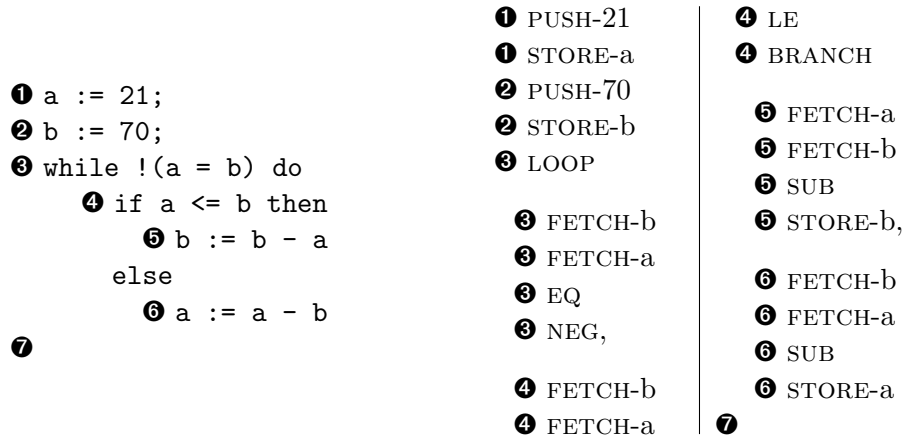 ❶ a := 21;
❷ b := 70;
❸ while !(a = b) do
❹ if a <= b then
❺ b := b - a
else
❻ a := a - b
❼
❶ PUSH-21
❶ STORE-a
❷ PUSH-70
❷ STORE-b
❸ LOOP
❸ FETCH-b
❸ FETCH-a
❸ EQ
❸ NEG,
❹ FETCH-b
❹ FETCH-a
❹ LE
❹ BRANCH
❺ FETCH-a
❺ FETCH-b
❺ SUB
❺ STORE-b,
❻ FETCH-b
❻ FETCH-a
❻ SUB
❻ STORE-a
❼